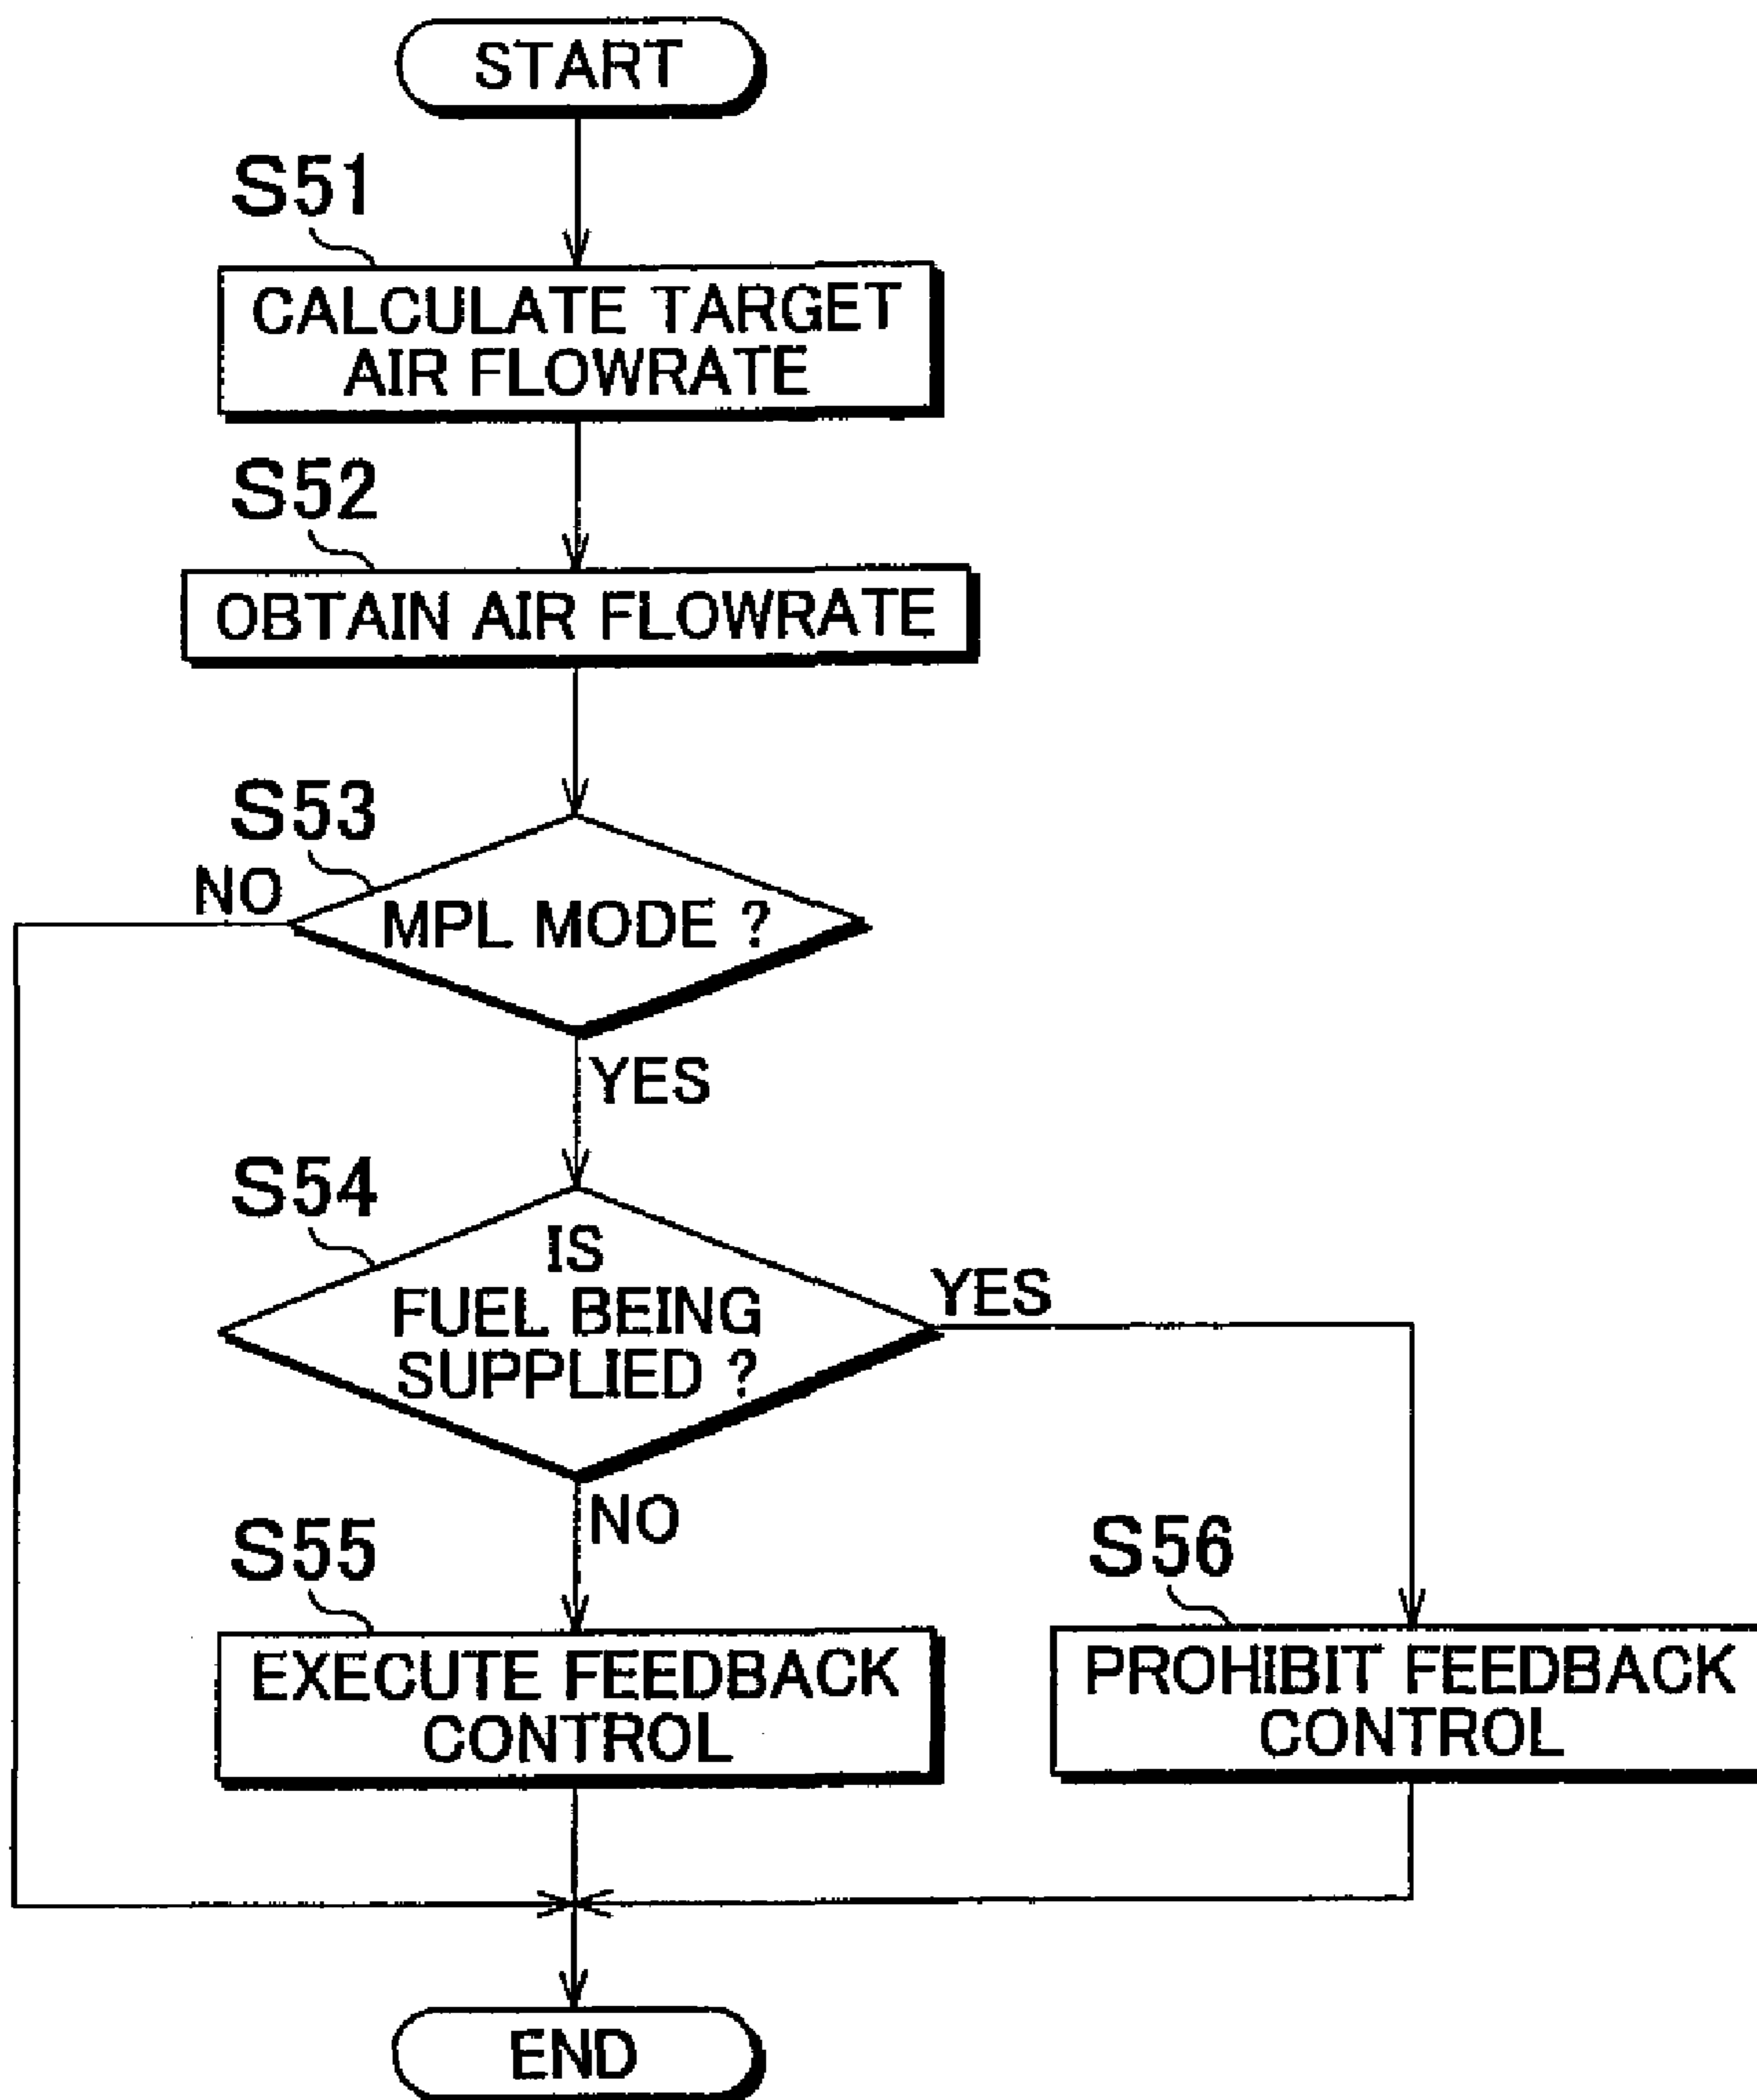 START
S51
CALCULATE TARGET
AIR FLOWRATE
S52
OBTAIN AIR FLOWRATE
S53
NO
MPL MODE ?
YES
S54
IS
FUEL BEING
SUPPLIED ?
YES
NO
S55
EXECUTE FEEDBACK
CONTROL
S56
PROHIBIT FEEDBACK
CONTROL
END